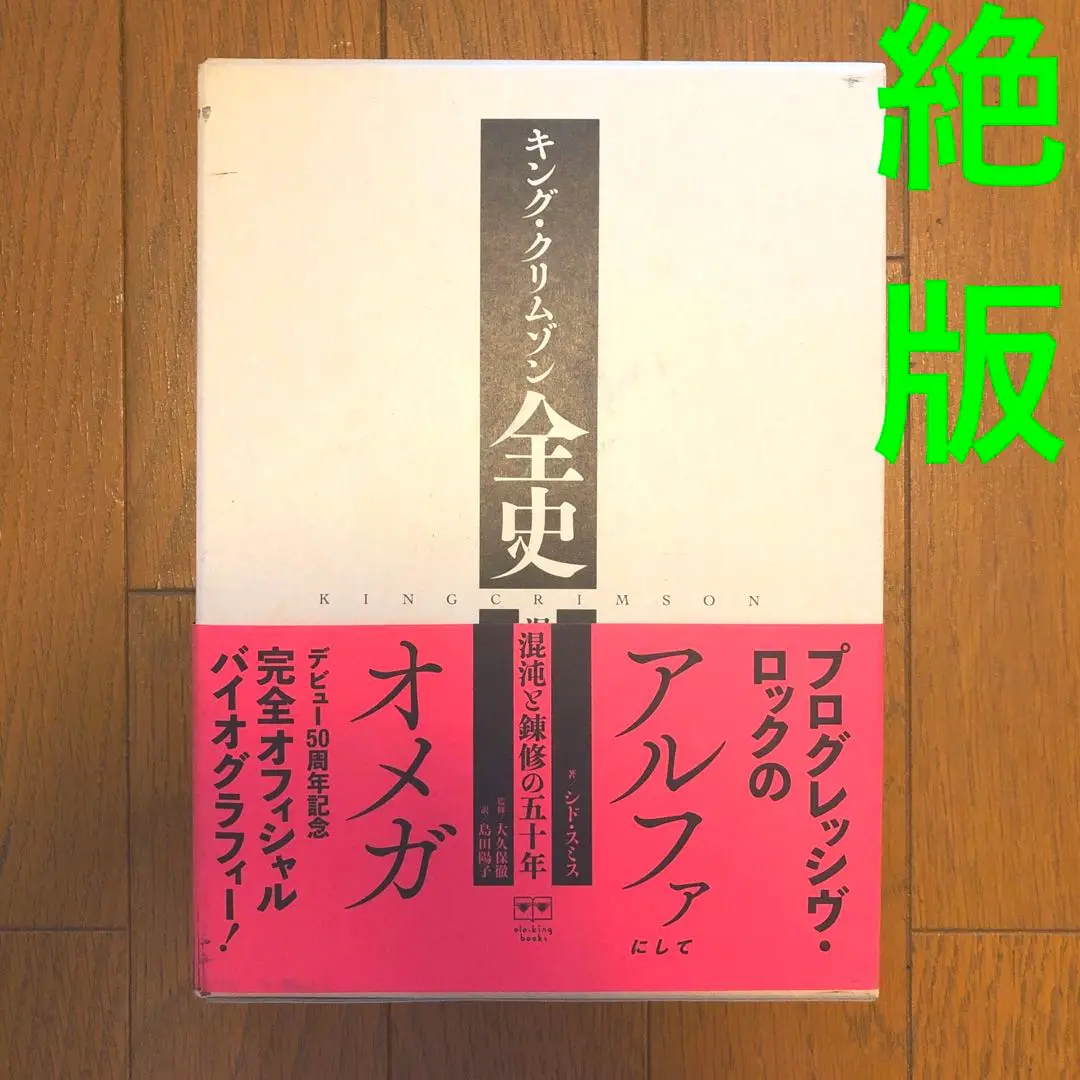 絶版
キング・クリムゾン全史
KING CRIMSON
混沌と錬修の五十年
著 シド・スミス
監修 大久保徹
訳 島田陽子
プログレッシヴ・
ロックの
アルファ
にして
オメガ
デビュー50周年記念
完全オフィシャル
バイオグラフィー!
ele-king
books